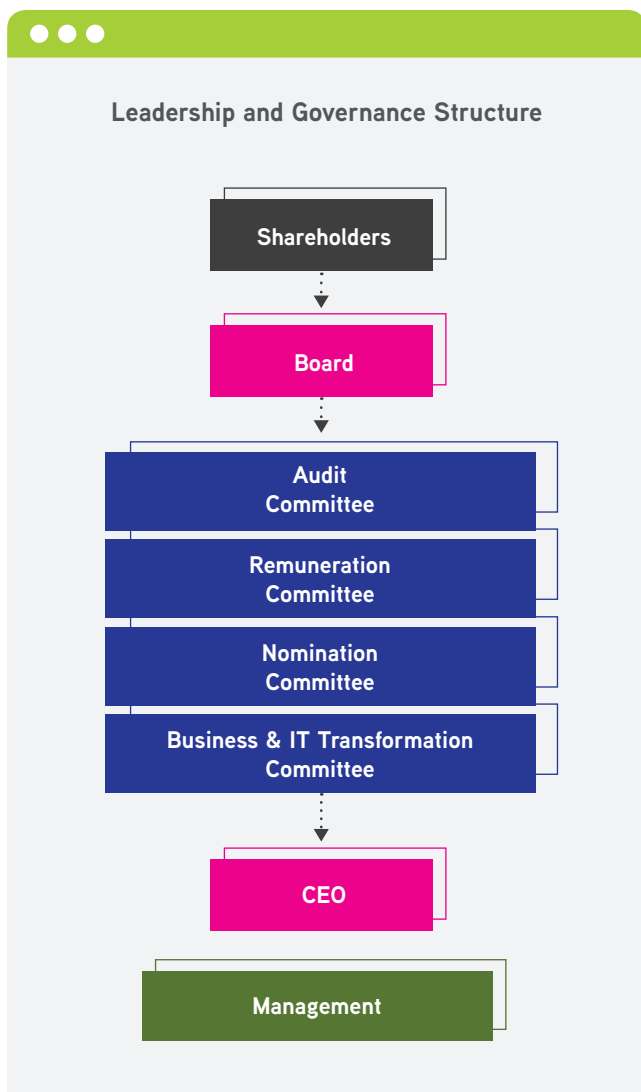 Leadership and Governance Structure
Shareholders
Board
Audit
Committee
Remuneration
Committee
Nomination
Committee
Business & IT Transformation
Committee
CEO
Management